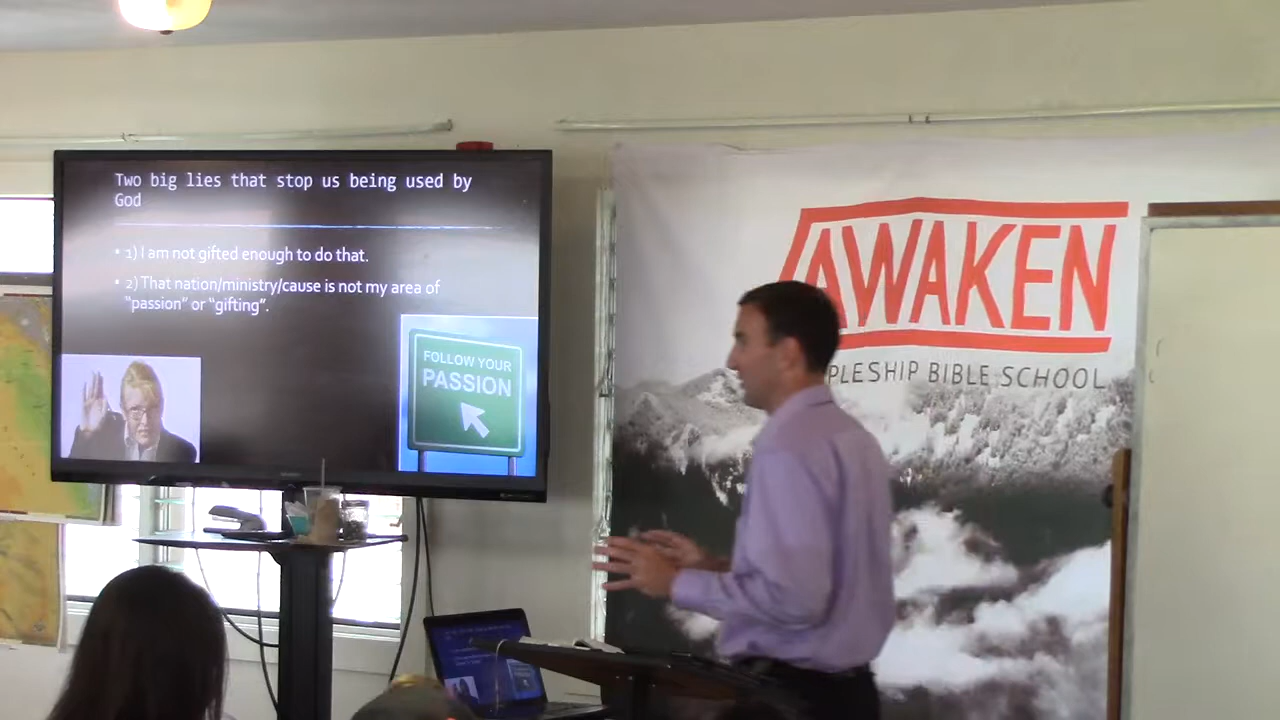 Two big lies that stop us being used by
God
• 1) I am not gifted enough to do that.
• 2) That nation/ministry/cause is not my area of
“passion” or “gifting”.
FOLLOW YOUR
PASSION
AWAKEN
PLESHIP BIBLE SCHOOL